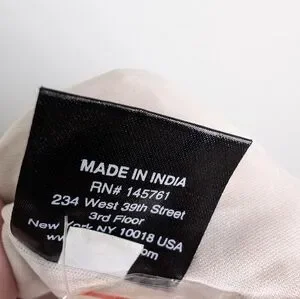 MADE IN INDIA
RN# 145761
234 West 39th Street
3rd Floor
New York, NY 10018 USA